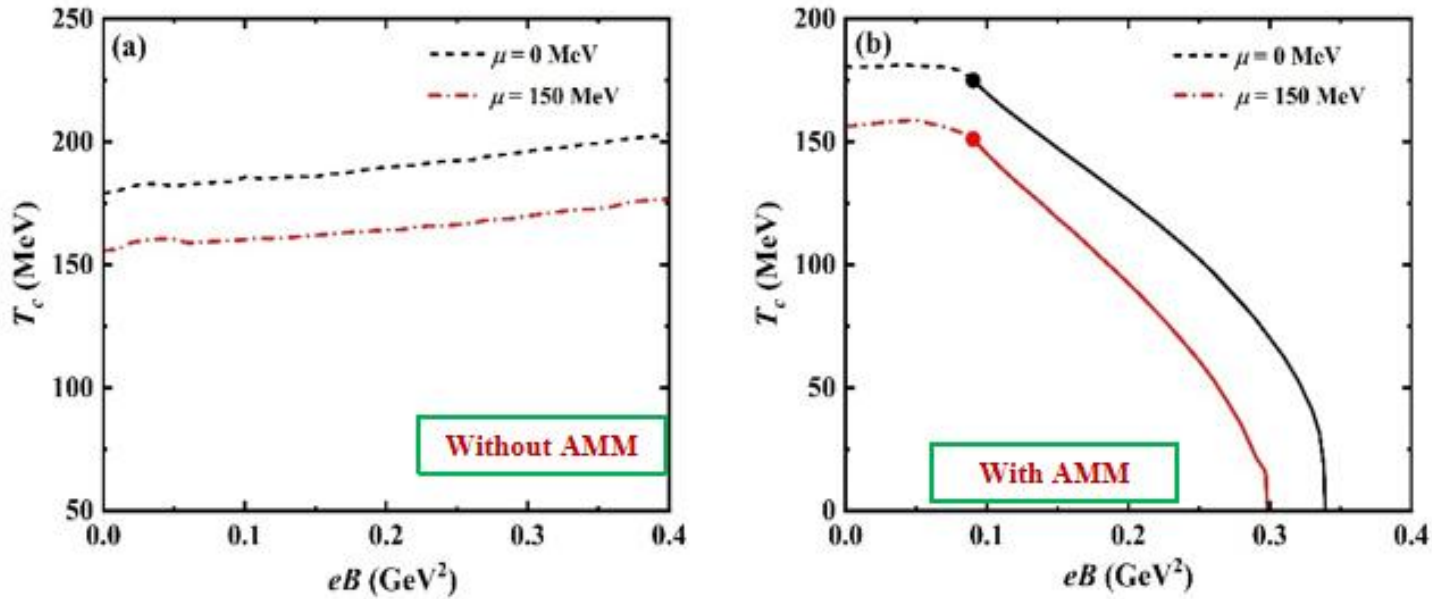 (a)
μ = 0 MeV
μ = 150 MeV
250
200
150
100
50
T_c (MeV)
Without AMM
0.0 0.1 0.2 0.3 0.4
eB (GeV²)
(b)
μ = 0 MeV
μ = 150 MeV
200
150
100
50
0
T_c (MeV)
With AMM
0.0 0.1 0.2 0.3 0.4
eB (GeV²)